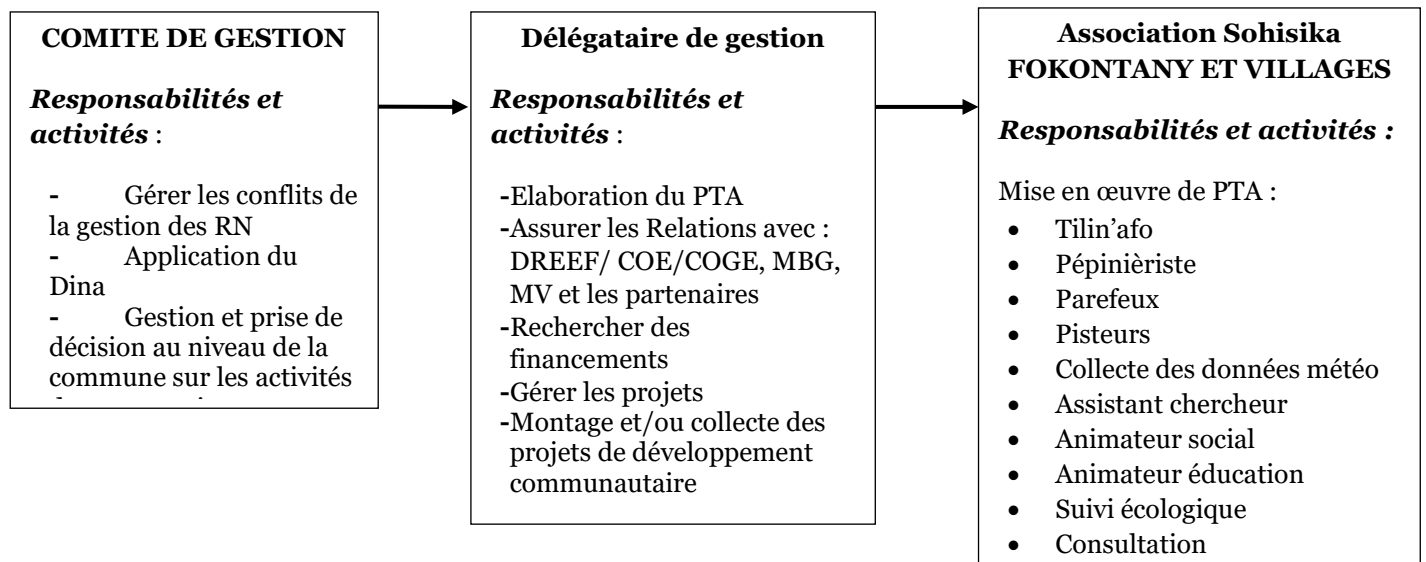 COMITE DE GESTION
Responsabilités et
activités :
- Gérer les conflits de
la gestion des RN
- Application du
Dina
- Gestion et prise de
décision au niveau de la
commune sur les activités
Délégataire de gestion
Responsabilités et
activités :
-Elaboration du PTA
-Assurer les Relations avec :
DREEF/ COE/COGE, MBG,
MV et les partenaires
-Rechercher des
financements
-Gérer les projets
-Montage et/ou collecte des
projets de développement
communautaire
Association Sohisika
FOKONTANY ET VILLAGES
Responsabilités et activités :
Mise en œuvre de PTA :
• Tilin’afo
• Pépinièriste
• Parefeux
• Pisteurs
• Collecte des données météo
• Assistant chercheur
• Animateur social
• Animateur éducation
• Suivi écologique
• Consultation